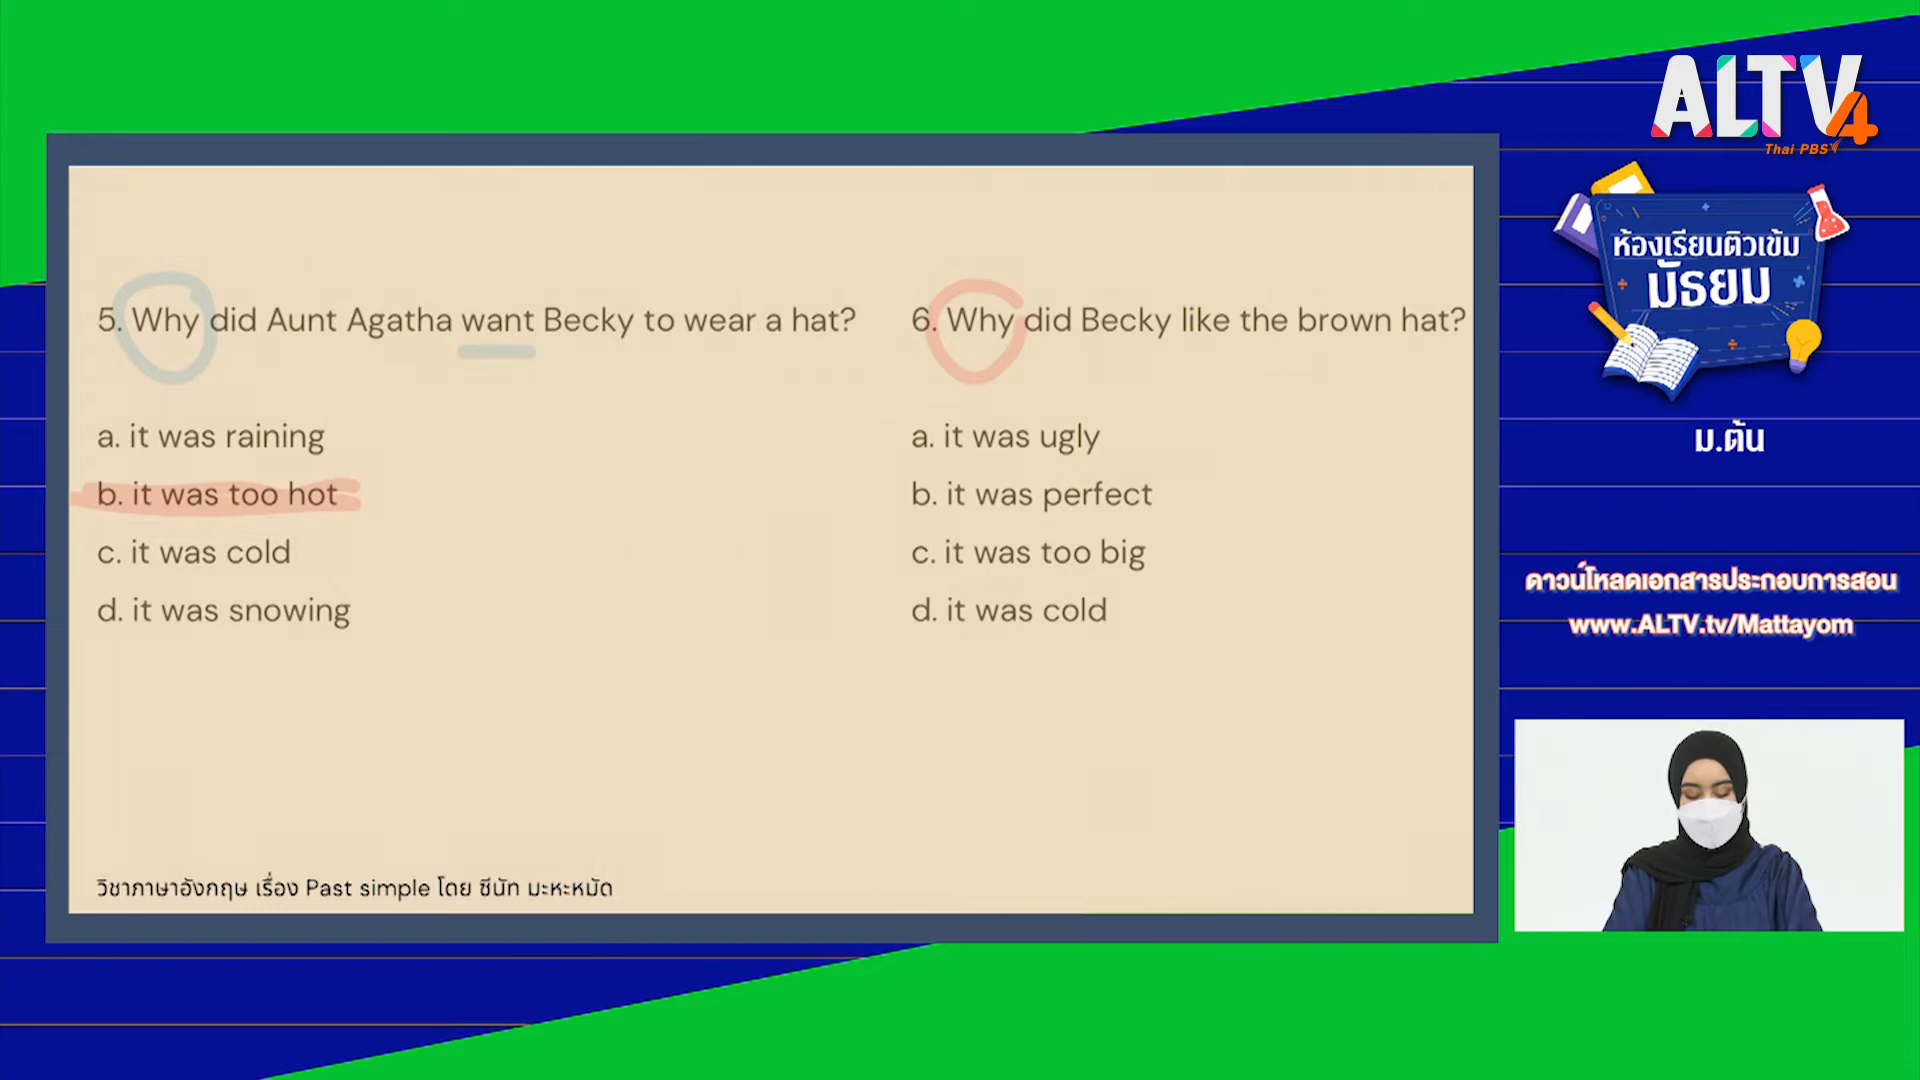 5. Why did Aunt Agatha want Becky to wear a hat?
a. it was raining
b. it was too hot
c. it was cold
d. it was snowing
6. Why did Becky like the brown hat?
a. it was ugly
b. it was perfect
c. it was too big
d. it was cold
วิชาภาษาอังกฤษ เรื่อง Past simple โดย ซีนัท มะหะหมัด
ALTV4
Thai PBS
ห้องเรียนติวเข้ม
มัธยม
ม.ต้น
ดาวน์โหลดเอกสารประกอบการสอน
www.ALTV.tv/Mattayom